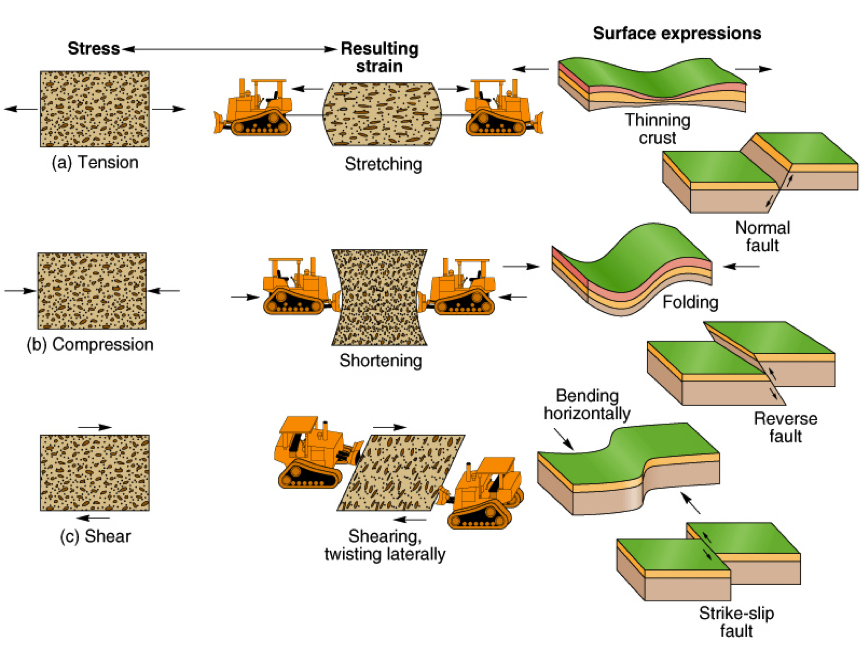 Stress
Resulting
strain
Surface expressions
(a) Tension
Stretching
Thinning
crust
Normal
fault
(b) Compression
Shortening
Folding
Reverse
fault
Bending
horizontally
(c) Shear
Shearing,
twisting laterally
Strike-slip
fault